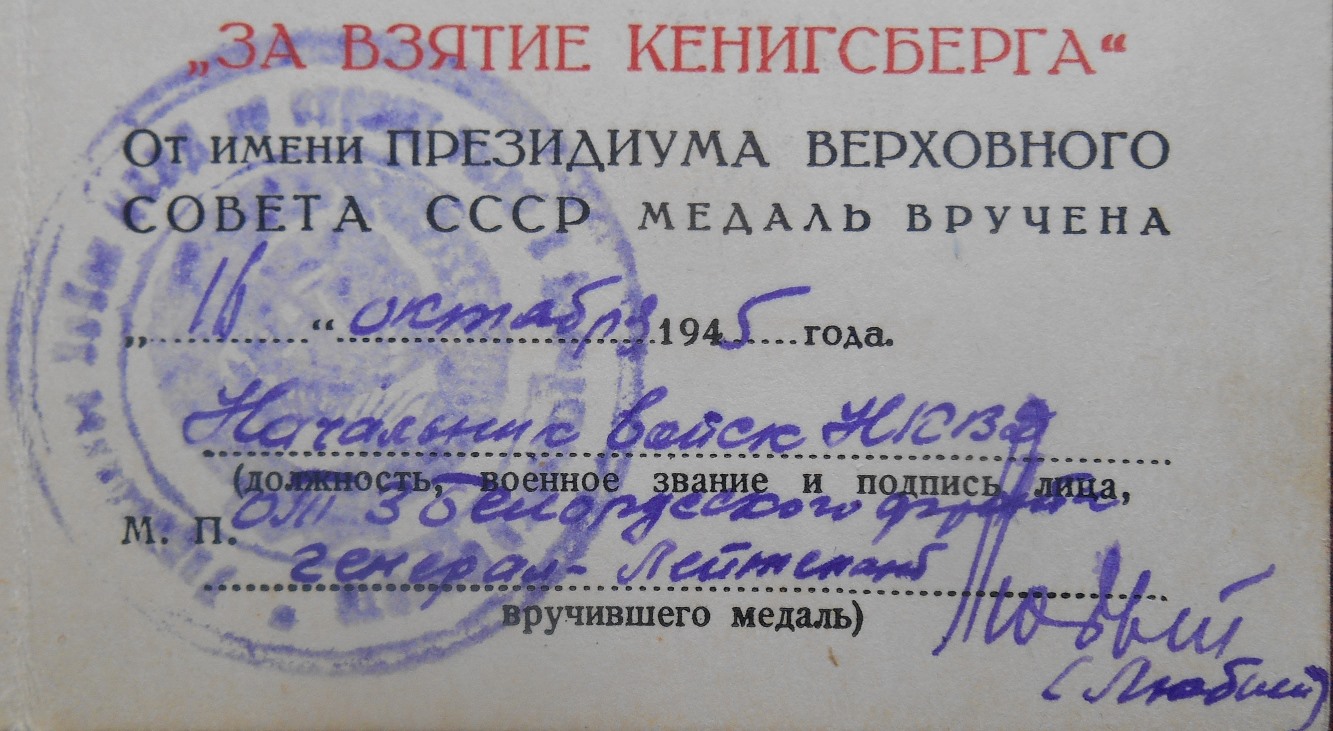 „ЗА ВЗЯТИЕ КЕНИГСБЕРГА“
От имени ПРЕЗИДИУМА ВЕРХОВНОГО
СОВЕТА СССР МЕДАЛЬ ВРУЧЕНА
„16“ октября 1945 года.
Начальник войск НКВД
(должность, военное звание и подпись лица,
М. П. от 3 Белорусского фронта
генерал-лейтенант
вручившего медаль)
(Любый)